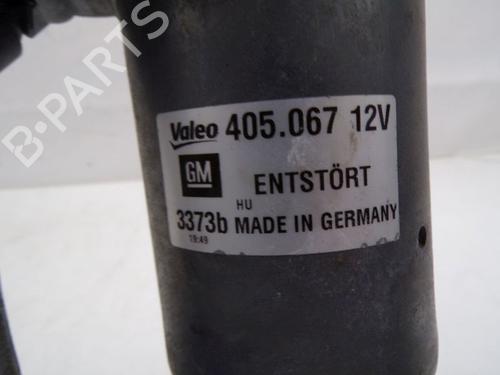 B-PARTS
Valeo 405.067 12V
GM ENTSTÖRT
HU
3373b MADE IN GERMANY
19:49